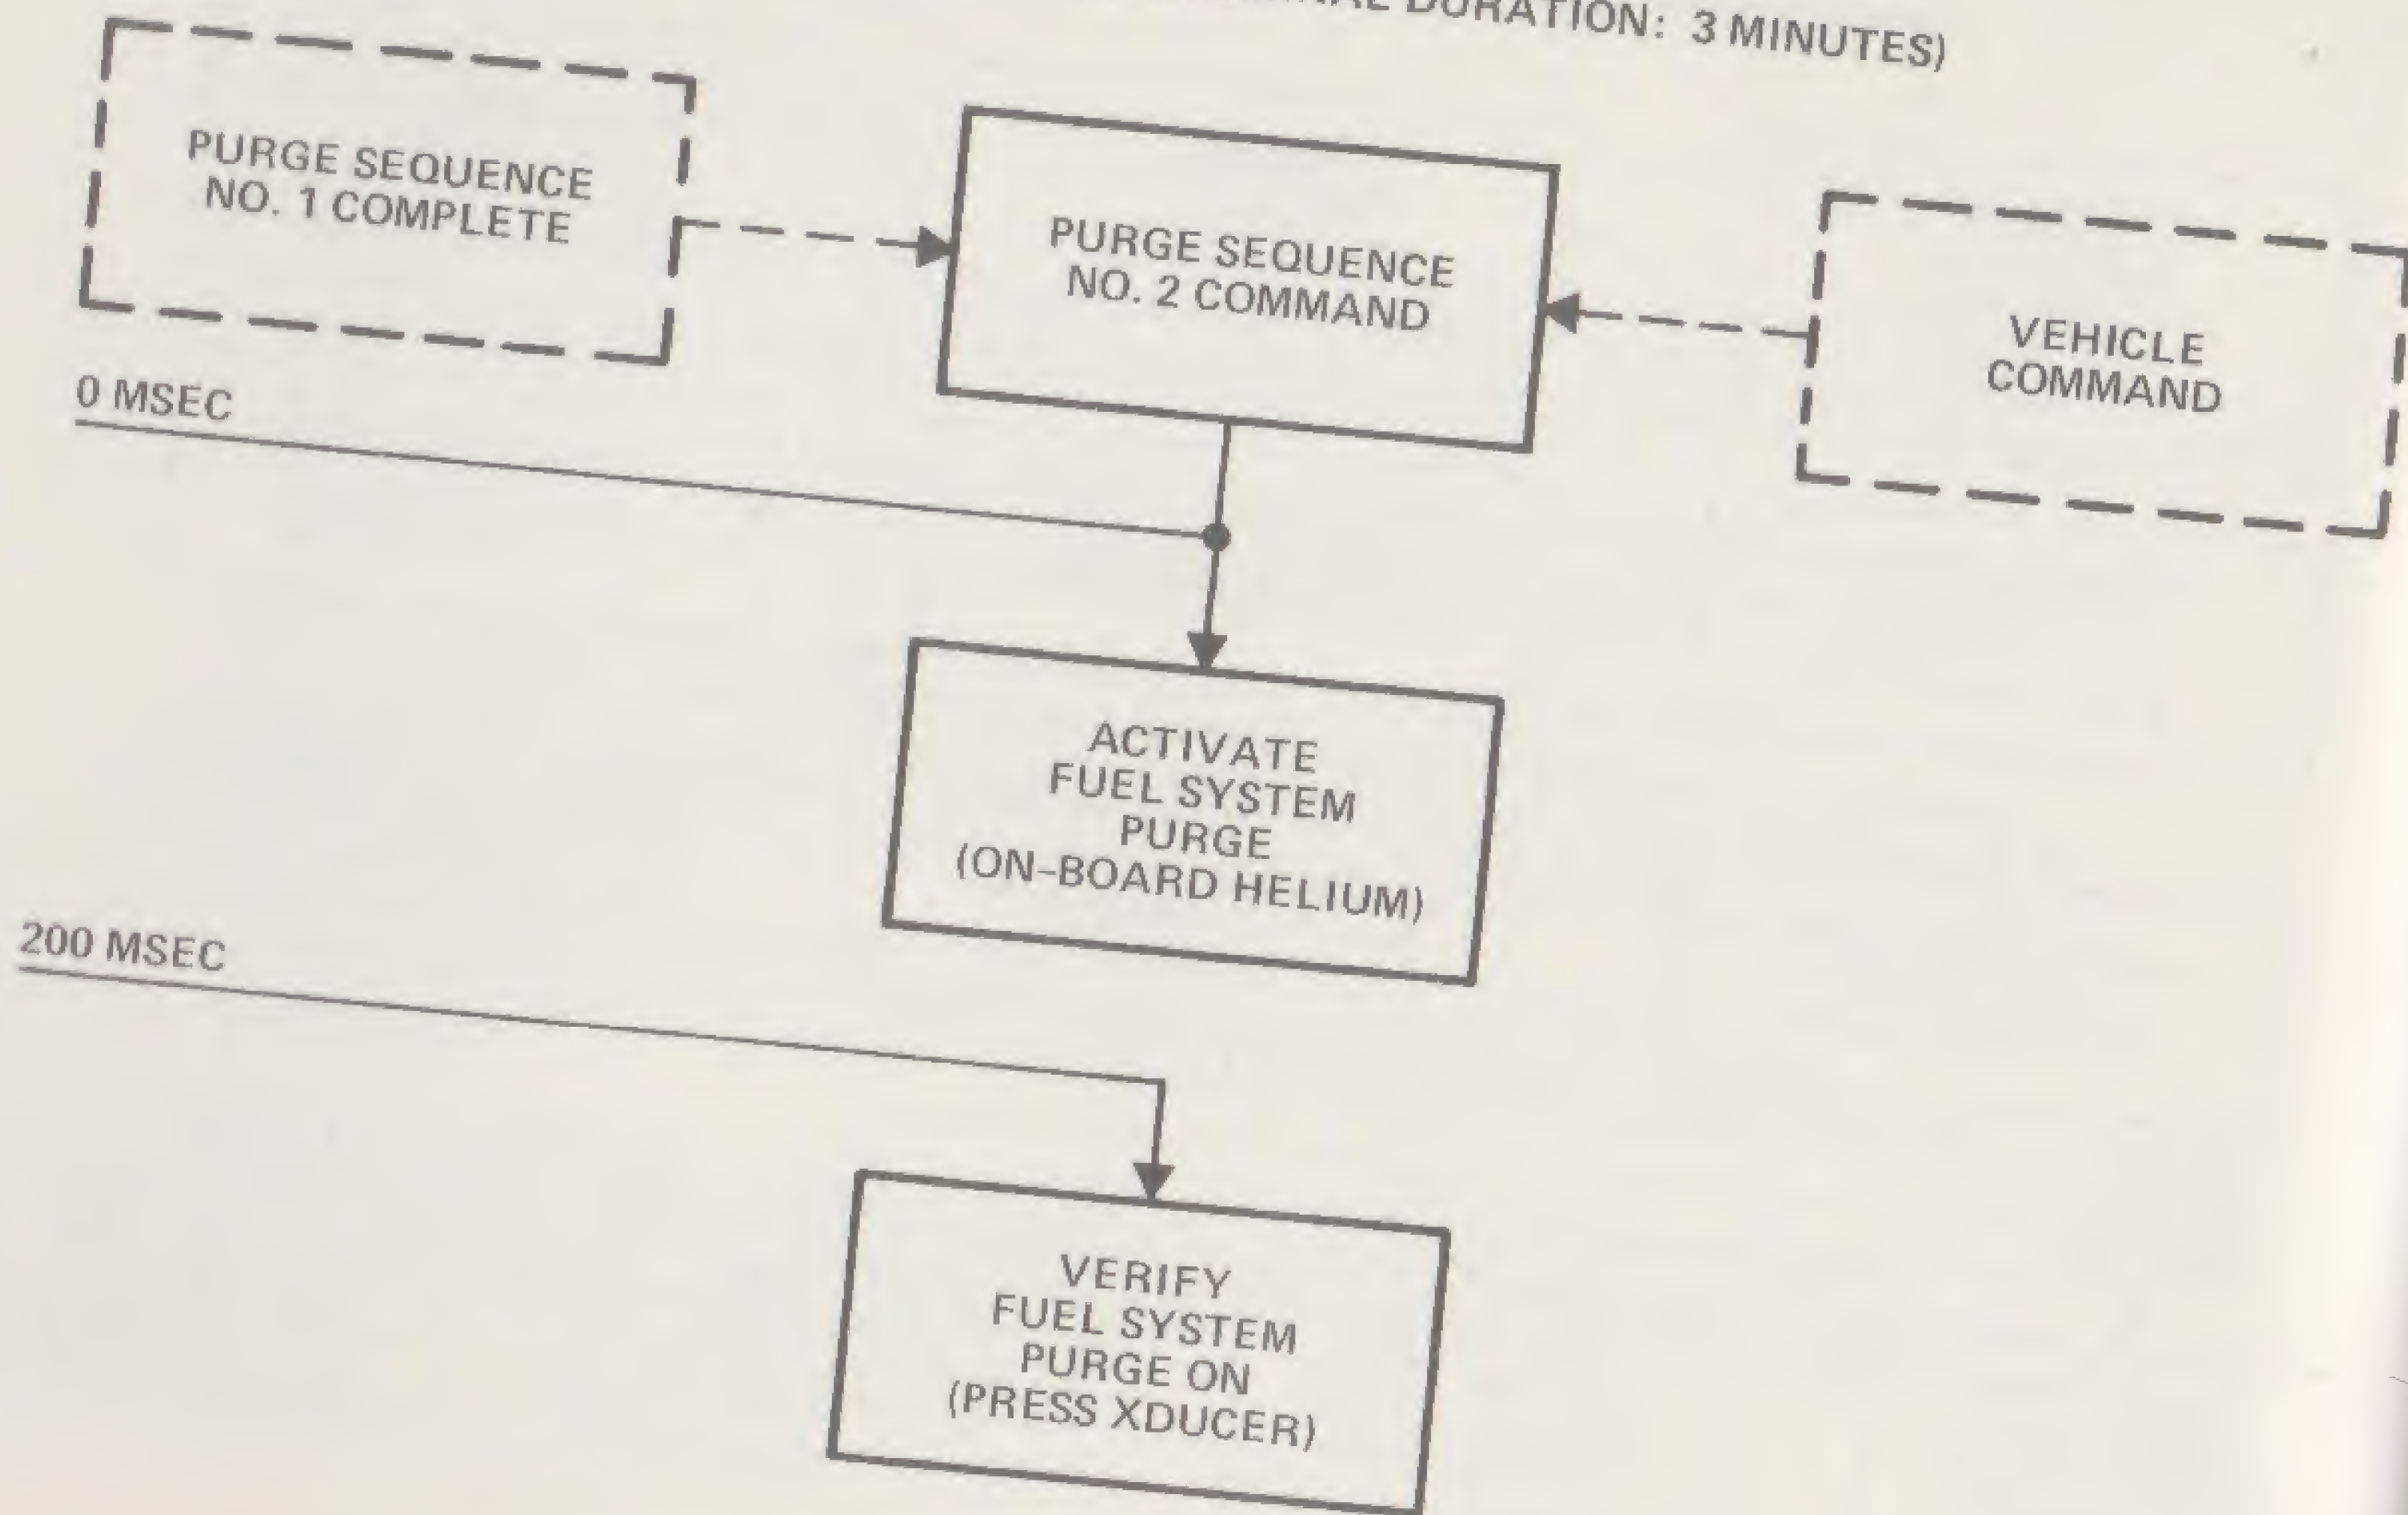 DURATION: 3 MINUTES)
PURGE SEQUENCE
NO. 1 COMPLETE
PURGE SEQUENCE
NO. 2 COMMAND
VEHICLE
COMMAND
0 MSEC
ACTIVATE
FUEL SYSTEM
PURGE
(ON-BOARD HELIUM)
200 MSEC
VERIFY
FUEL SYSTEM
PURGE ON
(PRESS XDUCER)